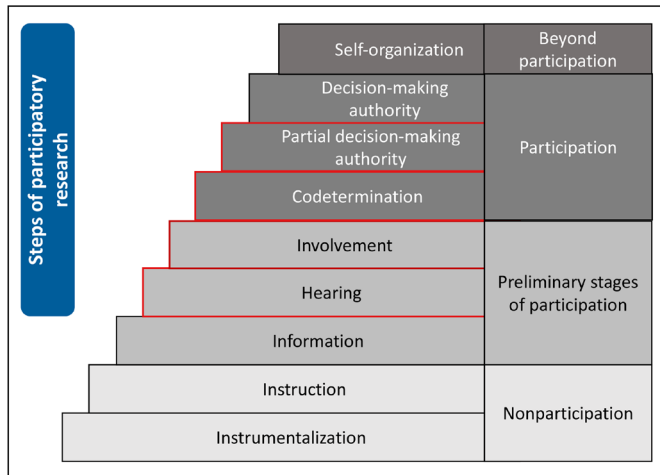 Steps of participatory
research
Self-organization
Beyond
participation
Decision-making
authority
Partial decision-making
authority
Codetermination
Participation
Involvement
Hearing
Information
Preliminary stages
of participation
Instruction
Instrumentalization
Nonparticipation